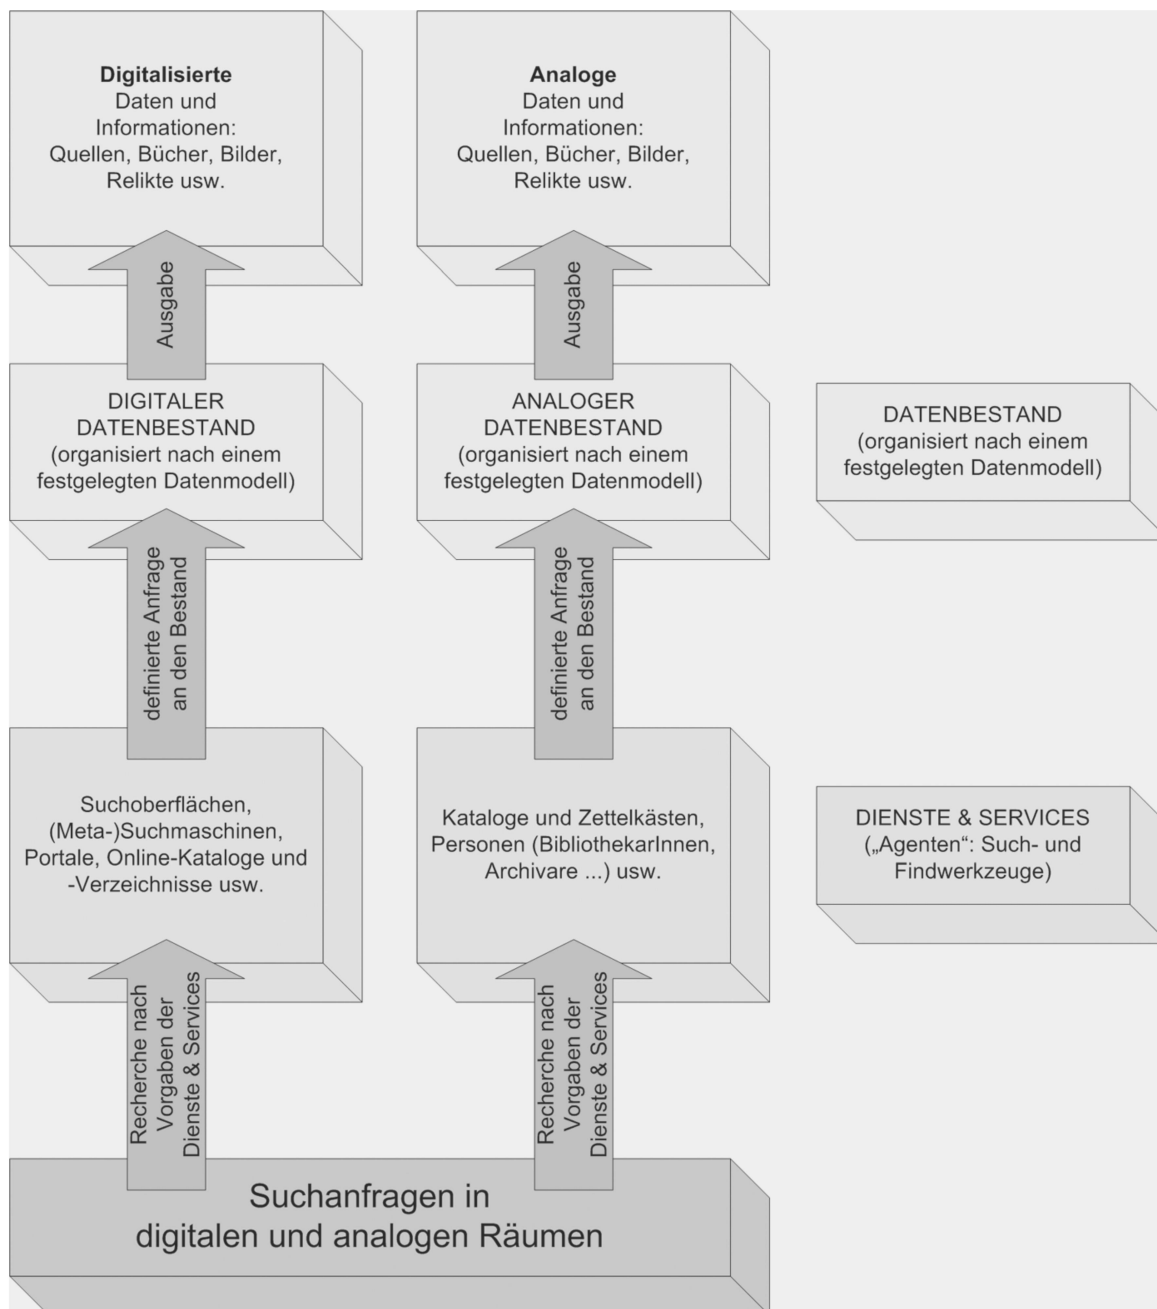 Digitalisierte
Daten und
Informationen:
Quellen, Bücher, Bilder,
Relikte usw.
Analoge
Daten und
Informationen:
Quellen, Bücher, Bilder,
Relikte usw.
Ausgabe
Ausgabe
DIGITALER
DATENBESTAND
(organisiert nach einem
festgelegten Datenmodell)
ANALOGER
DATENBESTAND
(organisiert nach einem
festgelegten Datenmodell)
DATENBESTAND
(organisiert nach einem
festgelegten Datenmodell)
definierte Anfrage
an den Bestand
definierte Anfrage
an den Bestand
Suchoberflächen,
(Meta-)Suchmaschinen,
Portale, Online-Kataloge und
-Verzeichnisse usw.
Kataloge und Zettelkästen,
Personen (BibliothekarInnen,
Archivare ...) usw.
DIENSTE & SERVICES
(„Agenten“: Such- und
Findwerkzeuge)
Recherche nach
Vorgaben der
Dienste & Services
Recherche nach
Vorgaben der
Dienste & Services
Suchanfragen in
digitalen und analogen Räumen